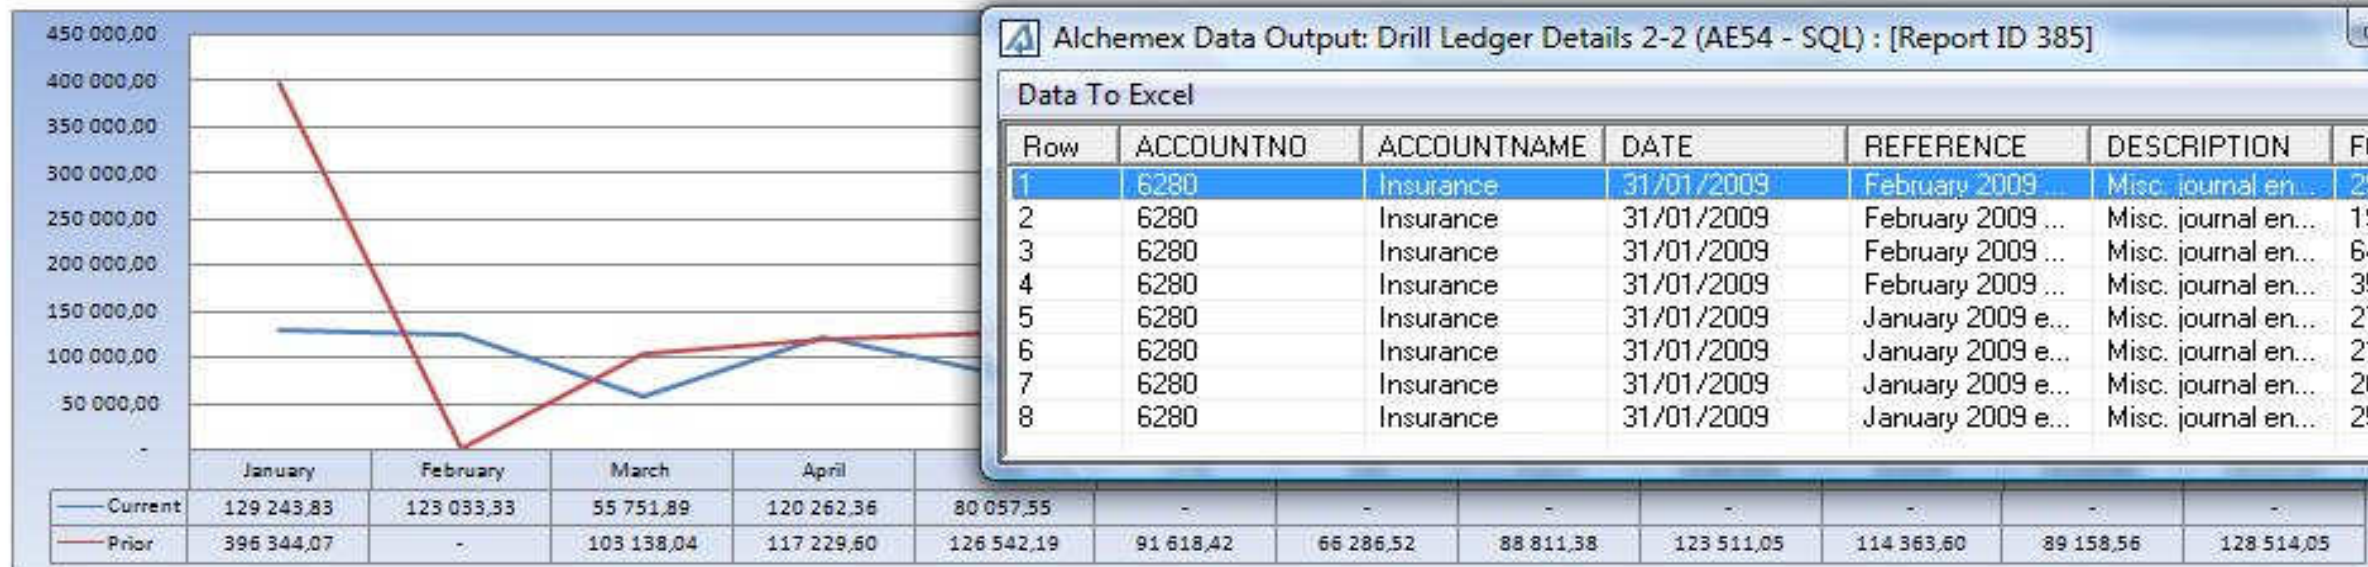 450 000,00
400 000,00
350 000,00
300 000,00
250 000,00
200 000,00
150 000,00
100 000,00
50 000,00
-
January February March April
Current 129 243,83 123 033,33 55 751,89 120 262,36 80 057,55 - - - - - - -
Prior 396 344,07 - 103 138,04 117 229,60 126 542,19 91 618,42 66 286,52 88 811,38 123 511,05 114 363,60 89 158,56 128 514,05
Alchemex Data Output: Drill Ledger Details 2-2 (AE54 - SQL) : [Report ID 385]
Data To Excel
Row ACCOUNTNO ACCOUNTNAME DATE REFERENCE DESCRIPTION
1 6280 Insurance 31/01/2009 February 2009 ... Misc. journal en...
2 6280 Insurance 31/01/2009 February 2009 ... Misc. journal en...
3 6280 Insurance 31/01/2009 February 2009 ... Misc. journal en...
4 6280 Insurance 31/01/2009 February 2009 ... Misc. journal en...
5 6280 Insurance 31/01/2009 January 2009 e... Misc. journal en...
6 6280 Insurance 31/01/2009 January 2009 e... Misc. journal en...
7 6280 Insurance 31/01/2009 January 2009 e... Misc. journal en...
8 6280 Insurance 31/01/2009 January 2009 e... Misc. journal en...